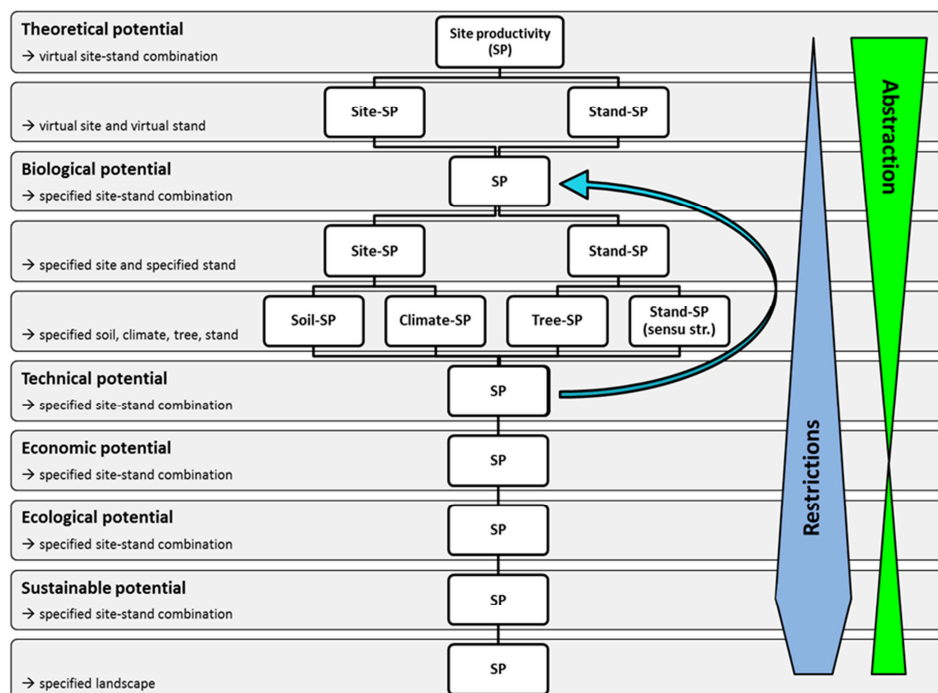 Theoretical potential
→ virtual site-stand combination
Site productivity
(SP)
→ virtual site and virtual stand
Site-SP
Stand-SP
Biological potential
→ specified site-stand combination
SP
→ specified site and specified stand
Site-SP
Stand-SP
→ specified soil, climate, tree, stand
Soil-SP
Climate-SP
Tree-SP
Stand-SP
(sensu str.)
Technical potential
→ specified site-stand combination
SP
Economic potential
→ specified site-stand combination
SP
Ecological potential
→ specified site-stand combination
SP
Sustainable potential
→ specified site-stand combination
SP
→ specified landscape
SP
Restrictions
Abstraction